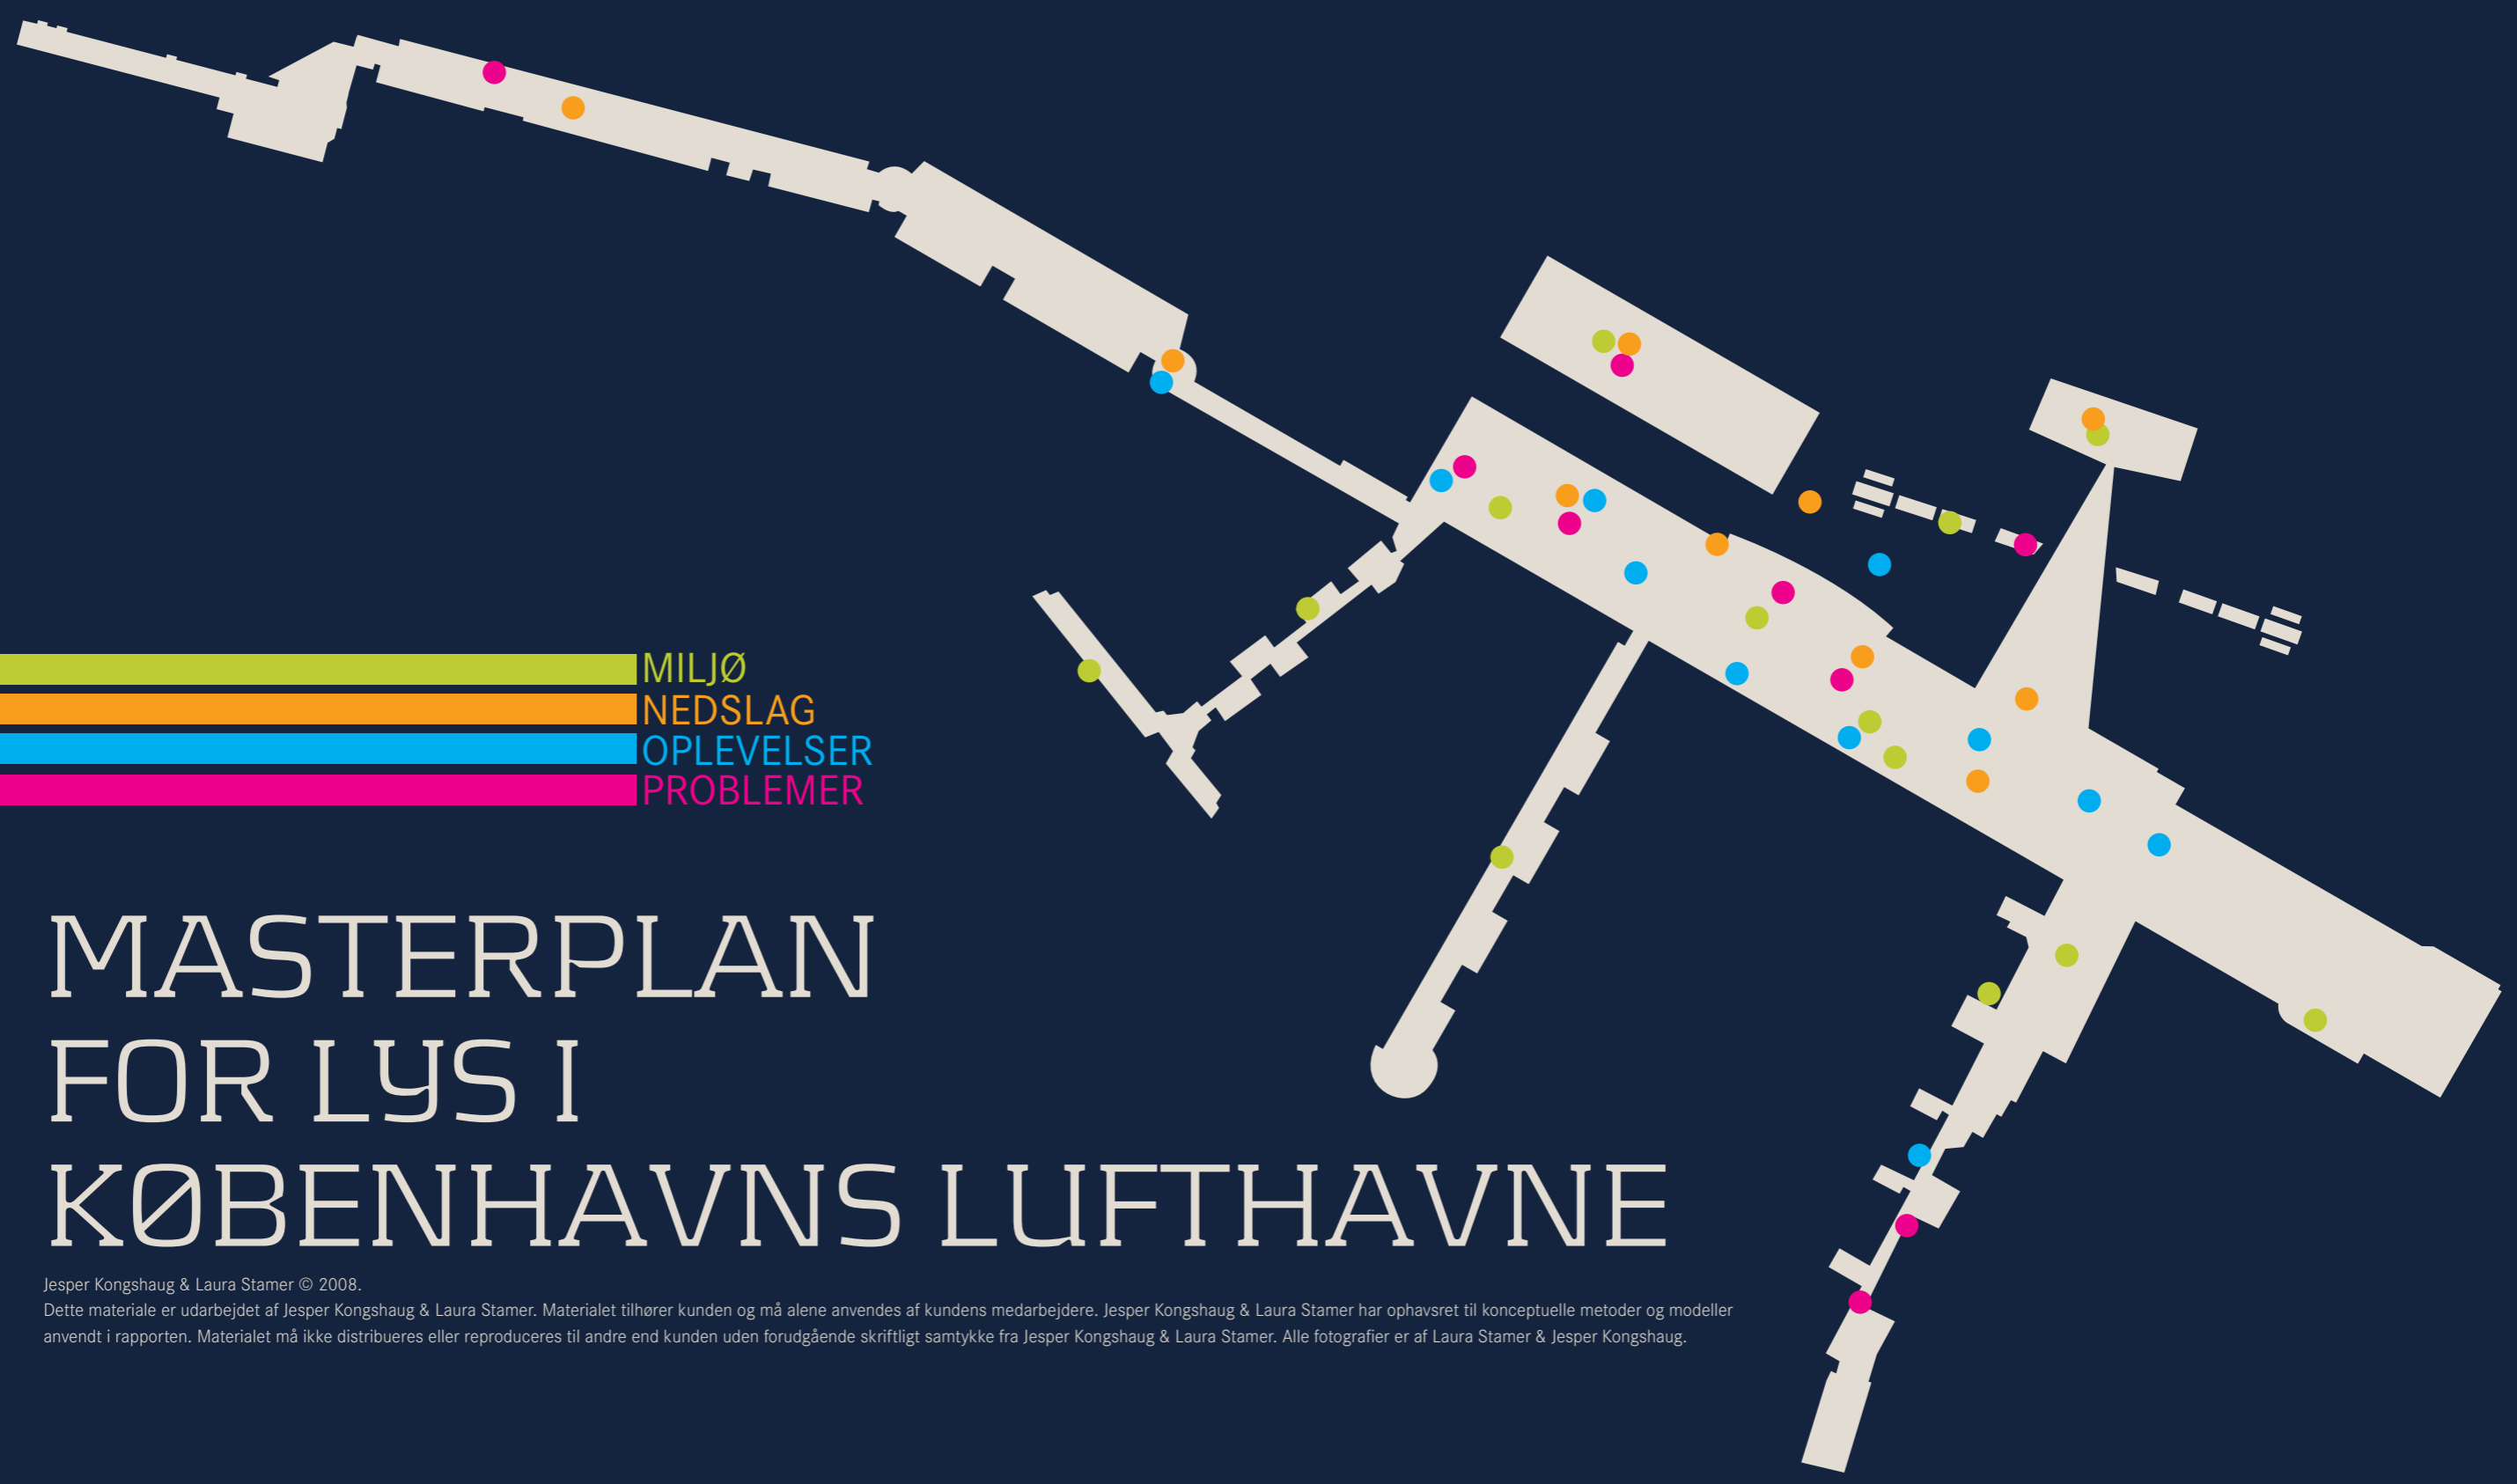 MILJØ
NEDSLAG
OPLEVELSER
PROBLEMER
MASTERPLAN
FOR LYS I
KØBENHAVNS LUFTHAVNE
Jesper Kongshaug & Laura Stamer © 2008.
Dette materiale er udarbejdet af Jesper Kongshaug & Laura Stamer. Materialet tilhører kunden og må alene anvendes af kundens medarbejdere. Jesper Kongshaug & Laura Stamer har ophavsret til konceptuelle metoder og modeller
anvendt i rapporten. Materialet må ikke distribueres eller reproduceres til andre end kunden uden forudgående skriftligt samtykke fra Jesper Kongshaug & Laura Stamer. Alle fotografier er af Laura Stamer & Jesper Kongshaug.